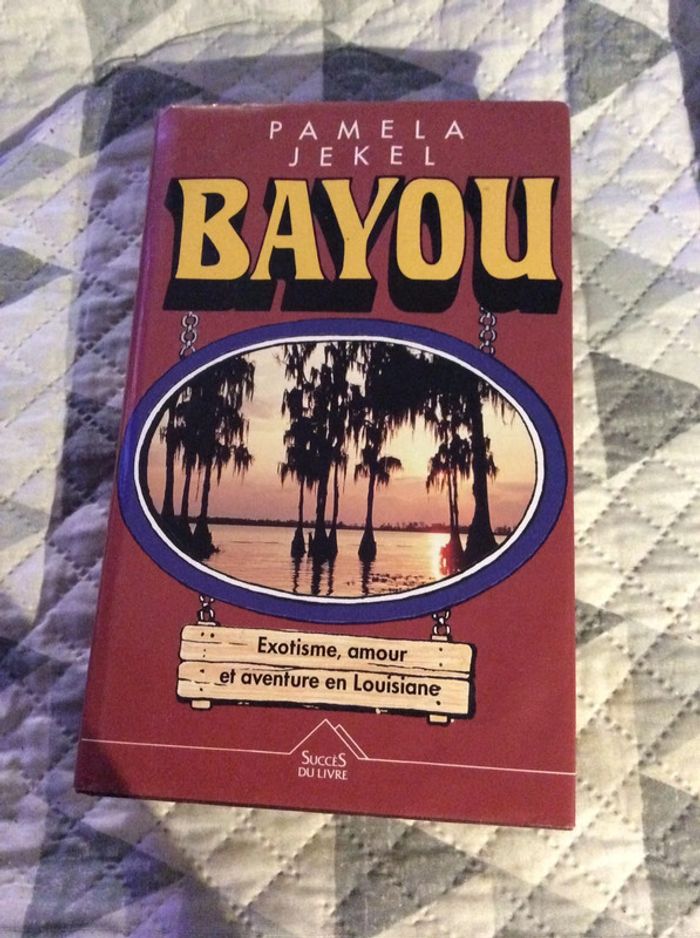 PAMELA
JEKEL
BAYOU
Exotisme, amour
et aventure en Louisiane
SUCCÈS
DU LIVRE